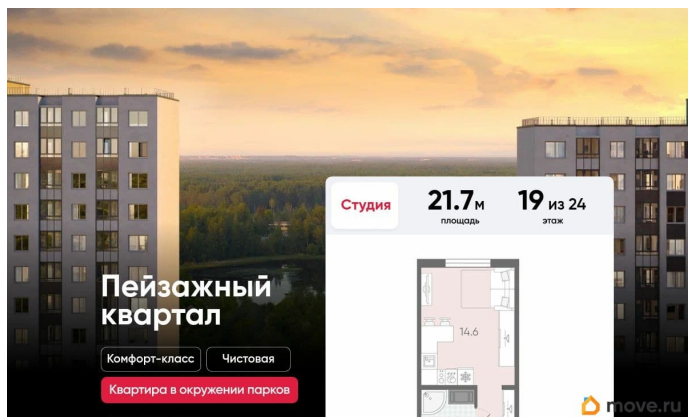 Студия
21.7м
площадь
19 из 24
этаж
Пейзажный
квартал
14.6
Комфорт-класс
Чистовая
Квартира в окружении парков
move.ru